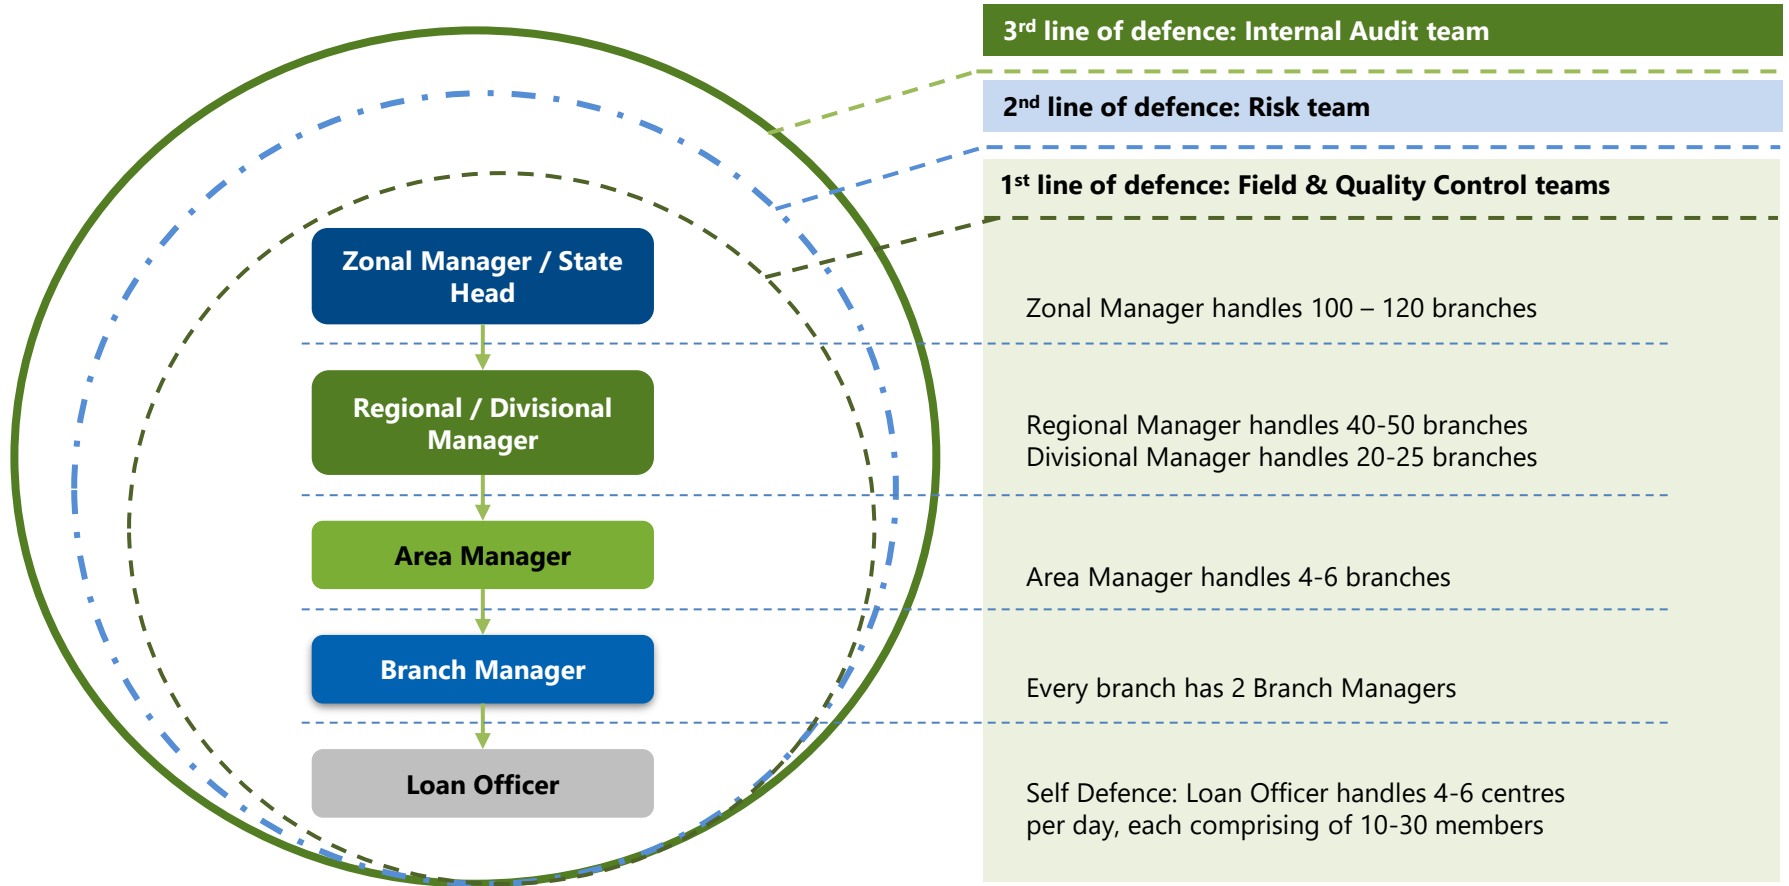 3rd line of defence: Internal Audit team
2nd line of defence: Risk team
1st line of defence: Field & Quality Control teams
Zonal Manager / State
Head
Zonal Manager handles 100 – 120 branches
Regional / Divisional
Manager
Regional Manager handles 40-50 branches
Divisional Manager handles 20-25 branches
Area Manager
Area Manager handles 4-6 branches
Branch Manager
Every branch has 2 Branch Managers
Loan Officer
Self Defence: Loan Officer handles 4-6 centres
per day, each comprising of 10-30 members